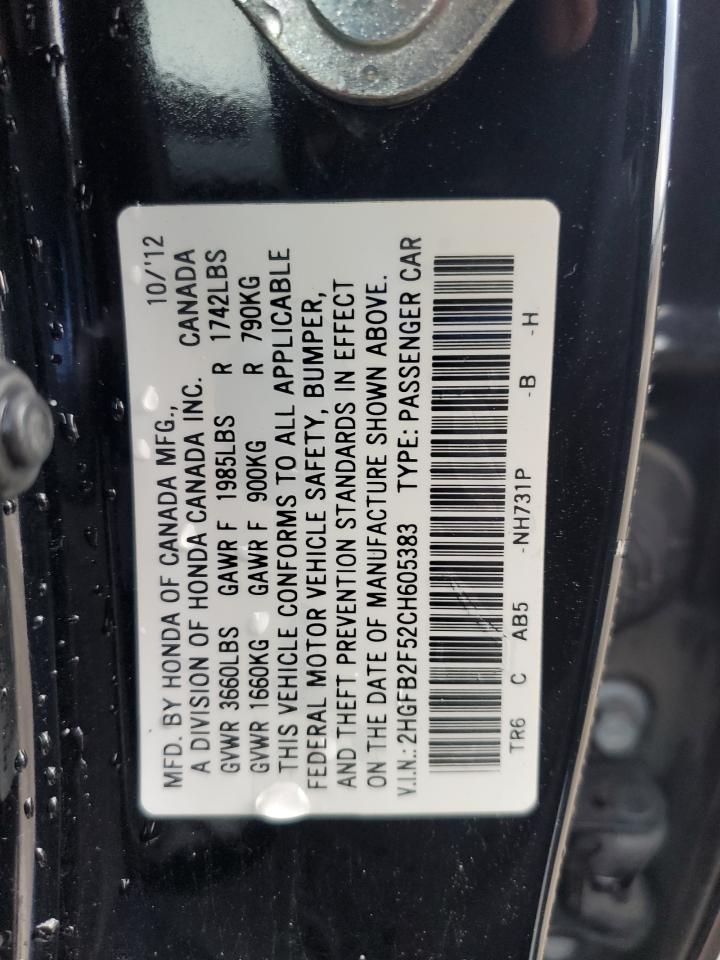 MFD. BY HONDA OF CANADA MFG., 10/'12
A DIVISION OF HONDA CANADA INC. CANADA
GVWR 3660LBS GAWR F 1985LBS R 1742LBS
GVWR 1660KG GAWR F 900KG R 790KG
THIS VEHICLE CONFORMS TO ALL APPLICABLE
FEDERAL MOTOR VEHICLE SAFETY, BUMPER,
AND THEFT PREVENTION STANDARDS IN EFFECT
ON THE DATE OF MANUFACTURE SHOWN ABOVE.
V.I.N.: 2HGFB2F52CH605383 TYPE: PASSENGER CAR
TR6 C AB5 -NH731P -B -H